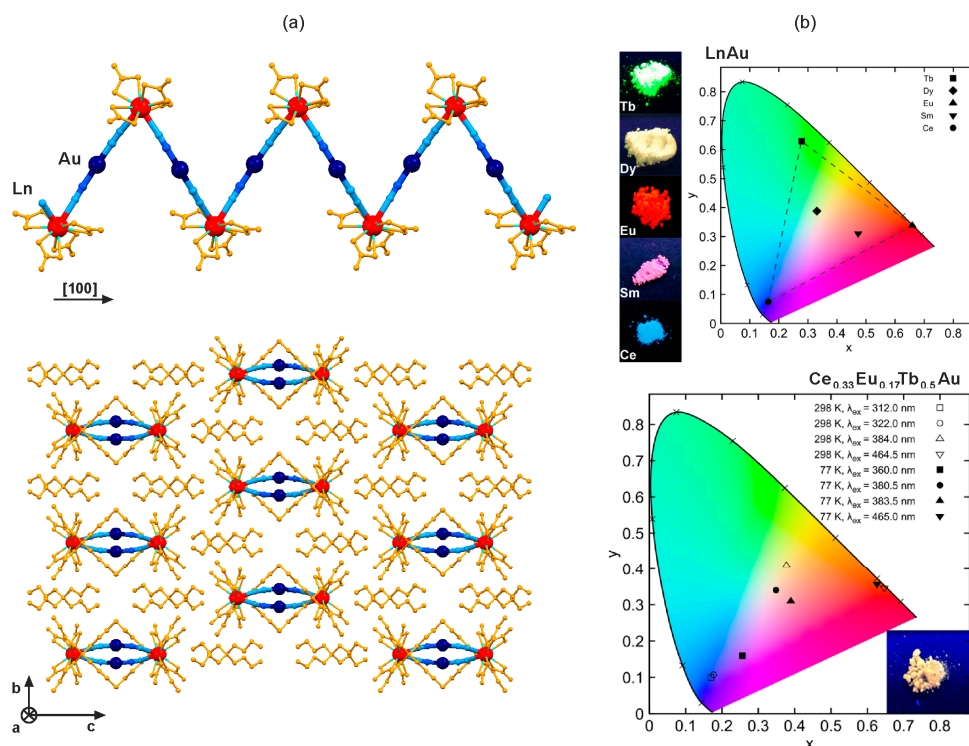 (a)
Au
Ln
[100]
b
a
c
(b)
LnAu
Tb
Dy
Eu
Sm
Ce
Tb
Dy
Eu
Sm
Ce
y
0.8
0.7
0.6
0.5
0.4
0.3
0.2
0.1
0
0 0.1 0.2 0.3 0.4 0.5 0.6 0.7 0.8
x
Ce0.33Eu0.17Tb0.5Au
298 K, λex = 312.0 nm
298 K, λex = 322.0 nm
298 K, λex = 384.0 nm
298 K, λex = 464.5 nm
77 K, λex = 360.0 nm
77 K, λex = 380.5 nm
77 K, λex = 383.5 nm
77 K, λex = 465.0 nm
y
0.8
0.7
0.6
0.5
0.4
0.3
0.2
0.1
0
0 0.1 0.2 0.3 0.4 0.5 0.6 0.7 0.8
x